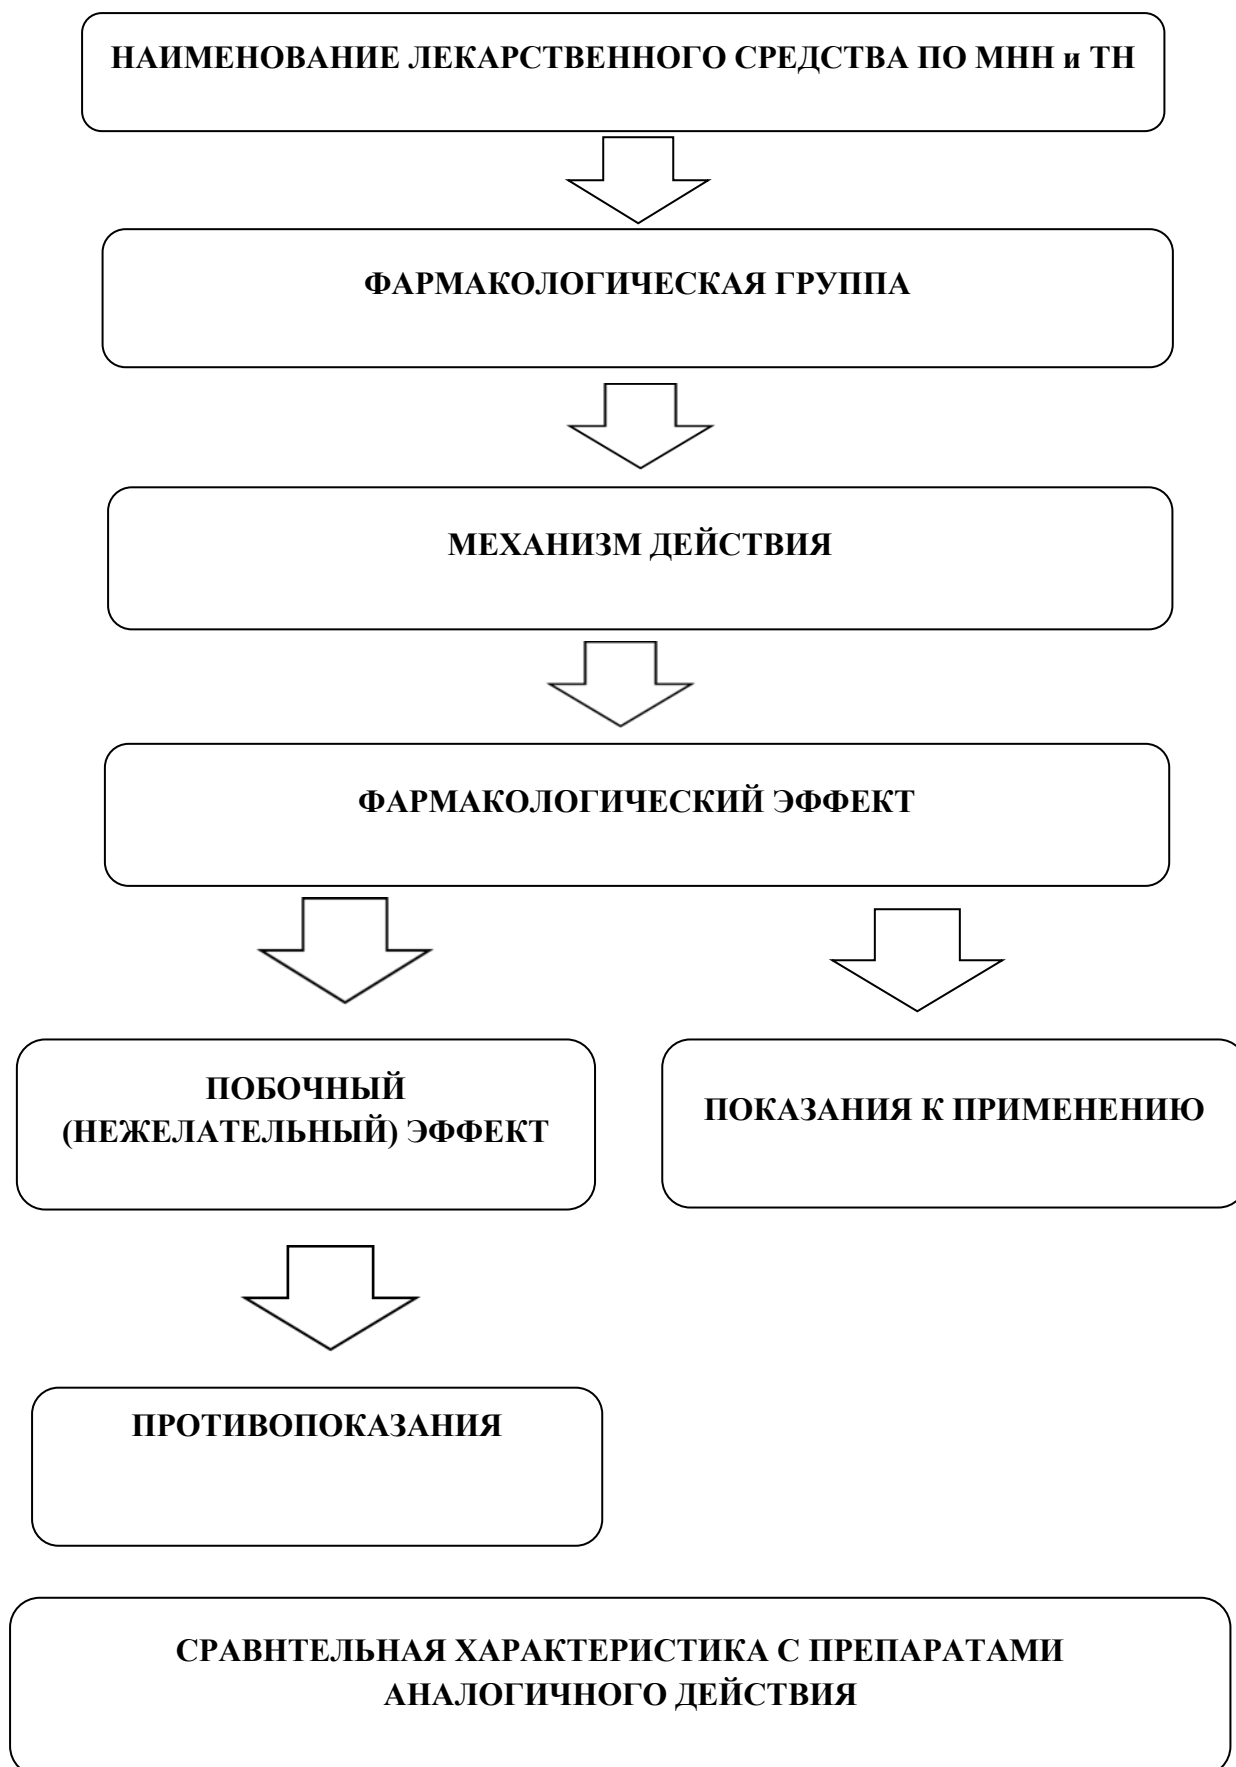 НАИМЕНОВАНИЕ ЛЕКАРСТВЕННОГО СРЕДСТВА ПО МНН и ТН
ФАРМАКОЛОГИЧЕСКАЯ ГРУППА
МЕХАНИЗМ ДЕЙСТВИЯ
ФАРМАКОЛОГИЧЕСКИЙ ЭФФЕКТ
ПОБОЧНЫЙ
(НЕЖЕЛАТЕЛЬНЫЙ) ЭФФЕКТ
ПОКАЗАНИЯ К ПРИМЕНЕНИЮ
ПРОТИВОПОКАЗАНИЯ
СРАВНТЕЛЬНАЯ ХАРАКТЕРИСТИКА С ПРЕПАРАТАМИ
АНАЛОГИЧНОГО ДЕЙСТВИЯ